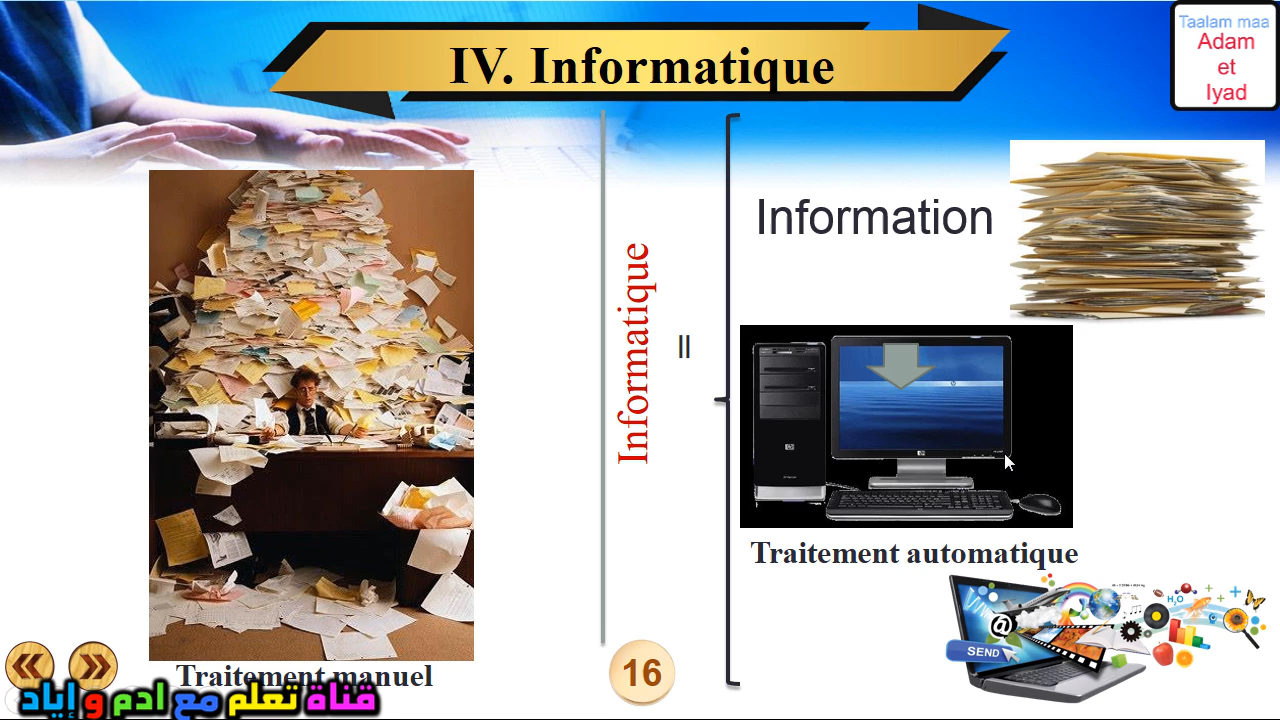 IV. Informatique
Taalam maa
Adam
et
Iyad
Information
Informatique
=
Traitement automatique
@
SEND
H₂O
16
Traitement manuel
قناة تعلم مع ادم و إياد